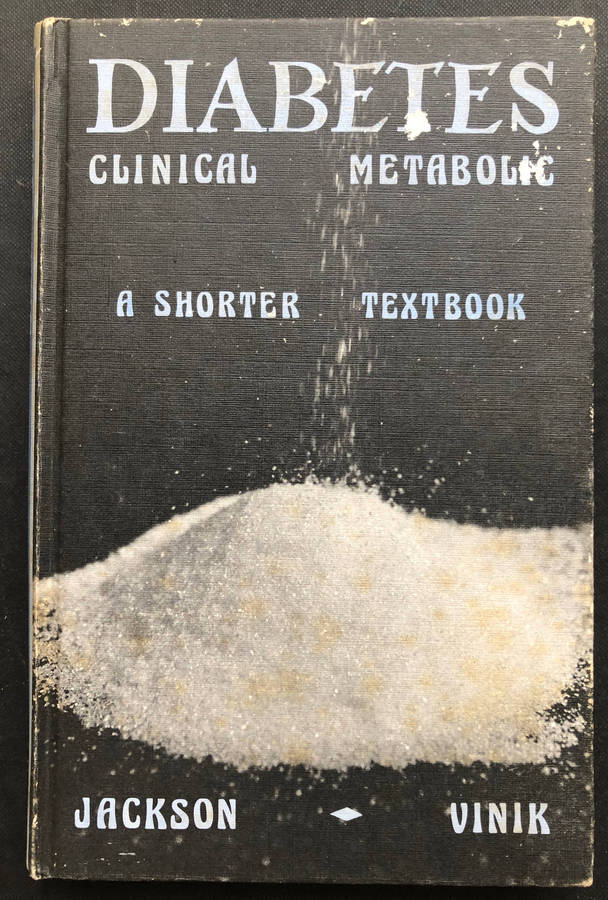 DIABETES
CLINICAL METABOLIC
A SHORTER TEXTBOOK
JACKSON VINIK